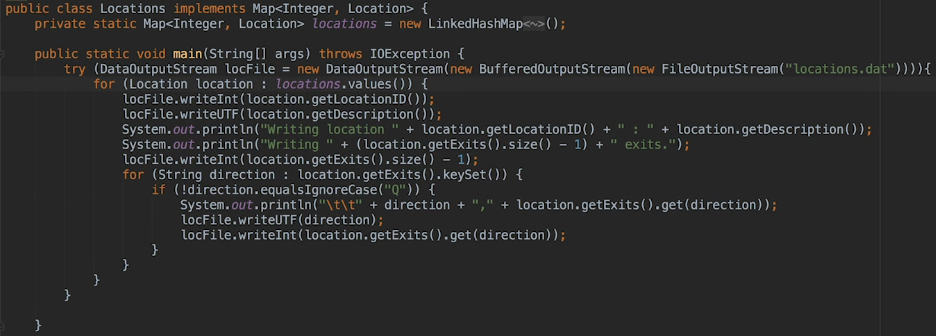 public class Locations implements Map<Integer, Location> {
    private static Map<Integer, Location> locations = new LinkedHashMap<~>();

    public static void main(String[] args) throws IOException {
        try (DataOutputStream locFile = new DataOutputStream(new BufferedOutputStream(new FileOutputStream("locations.dat")))){
            for (Location location : locations.values()) {
                locFile.writeInt(location.getLocationID());
                locFile.writeUTF(location.getDescription());
                System.out.println("Writing location " + location.getLocationID() + " : " + location.getDescription());
                System.out.println("Writing " + (location.getExits().size() - 1) + " exits.");
                locFile.writeInt(location.getExits().size() - 1);
                for (String direction : location.getExits().keySet()) {
                    if (!direction.equalsIgnoreCase("Q")) {
                        System.out.println("\t\t" + direction + "," + location.getExits().get(direction));
                        locFile.writeUTF(direction);
                        locFile.writeInt(location.getExits().get(direction));
                    }
                }
            }
        }

    }